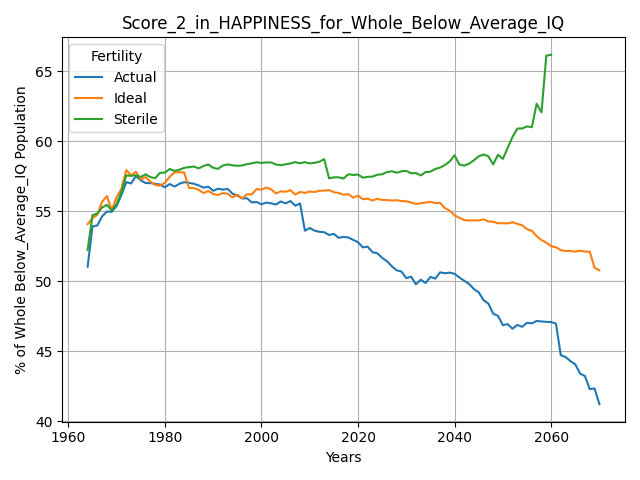 Score_2_in_HAPPINESS_for_Whole_Below_Average_IQ
Fertility
Actual
Ideal
Sterile
% of Whole Below_Average_IQ Population
65
60
55
50
45
40
1960
1980
2000
2020
2040
2060
Years